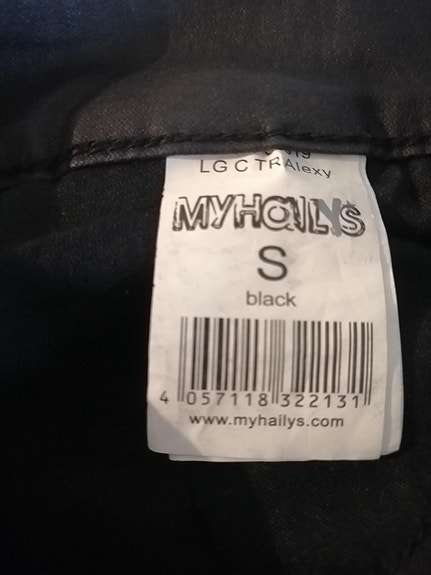 LG C TR Alexy
MYHAILYS
S
black
4 057118 322131
www.myhailys.com